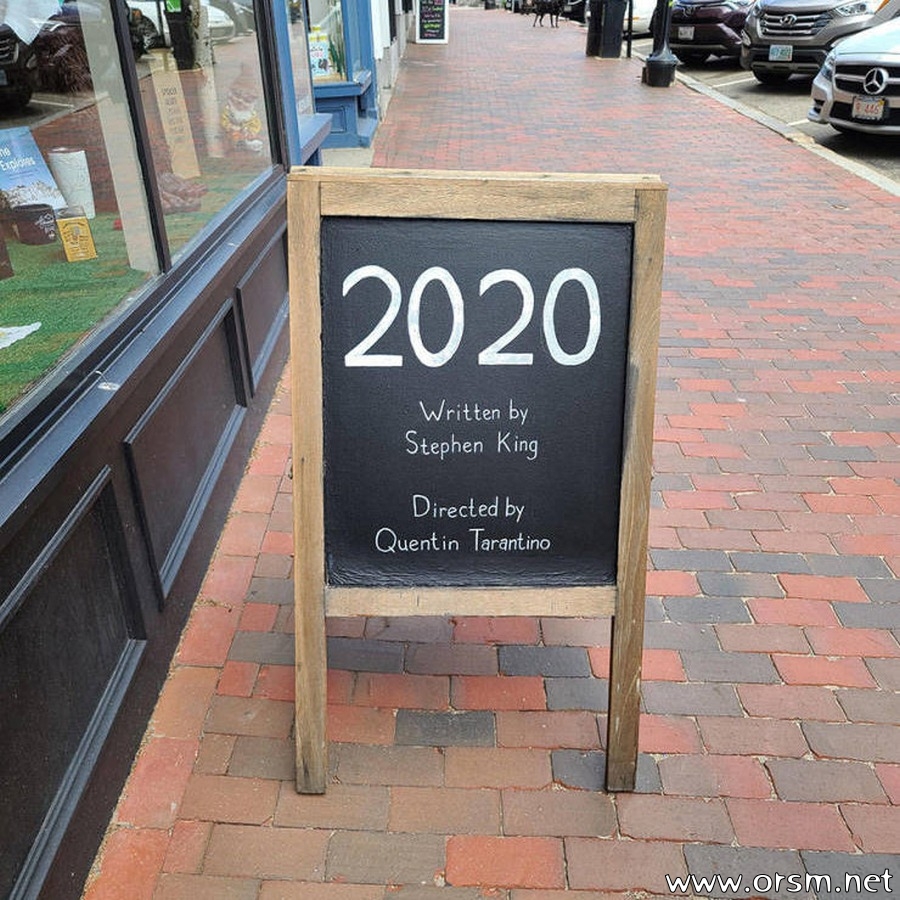 2020
Written by
Stephen King
Directed by
Quentin Tarantino
www.orsm.net